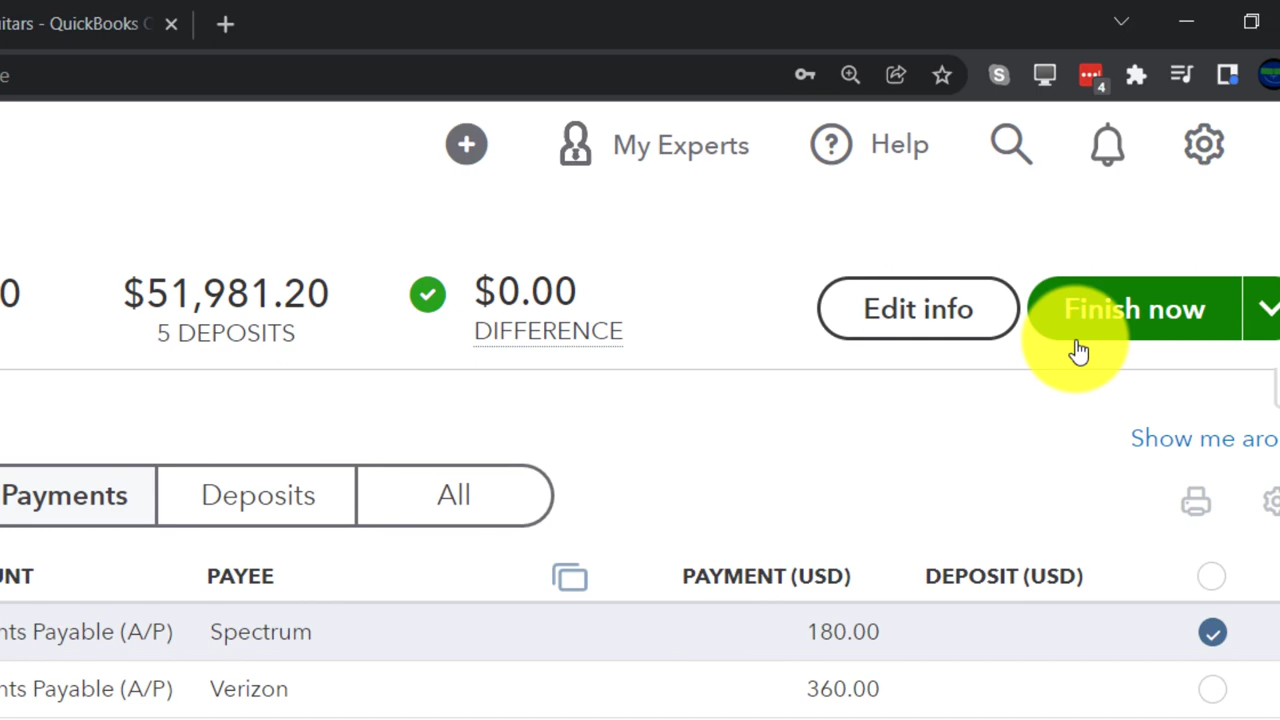 itars - QuickBooks
e
4
My Experts
? Help
0 $51,981.20 $0.00
5 DEPOSITS DIFFERENCE
Edit info Finish now
Show me aro
Payments Deposits All
UNT PAYEE PAYMENT (USD) DEPOSIT (USD)
nts Payable (A/P) Spectrum 180.00
nts Payable (A/P) Verizon 360.00